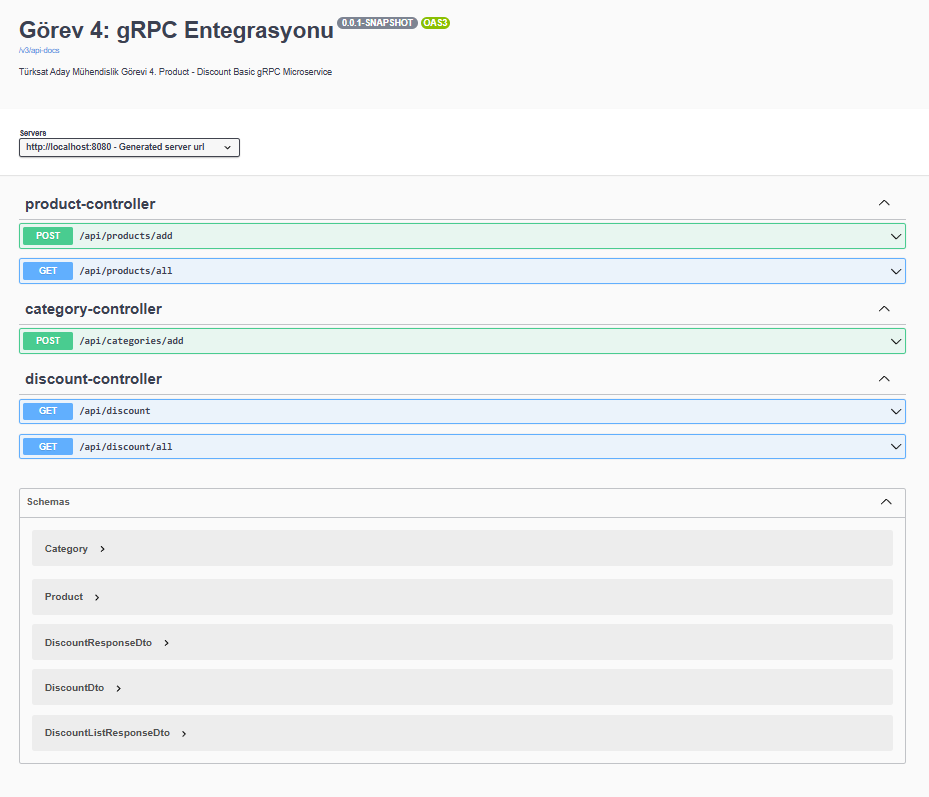 Görev 4: gRPC Entegrasyonu 0.0.1-SNAPSHOT OAS3
/v3/api-docs
Türksat Aday Mühendislik Görevi 4. Product - Discount Basic gRPC Microservice
Servers
http://localhost:8080 - Generated server url
product-controller
POST /api/products/add
GET /api/products/all
category-controller
POST /api/categories/add
discount-controller
GET /api/discount
GET /api/discount/all
Schemas
Category
Product
DiscountResponseDto
DiscountDto
DiscountListResponseDto